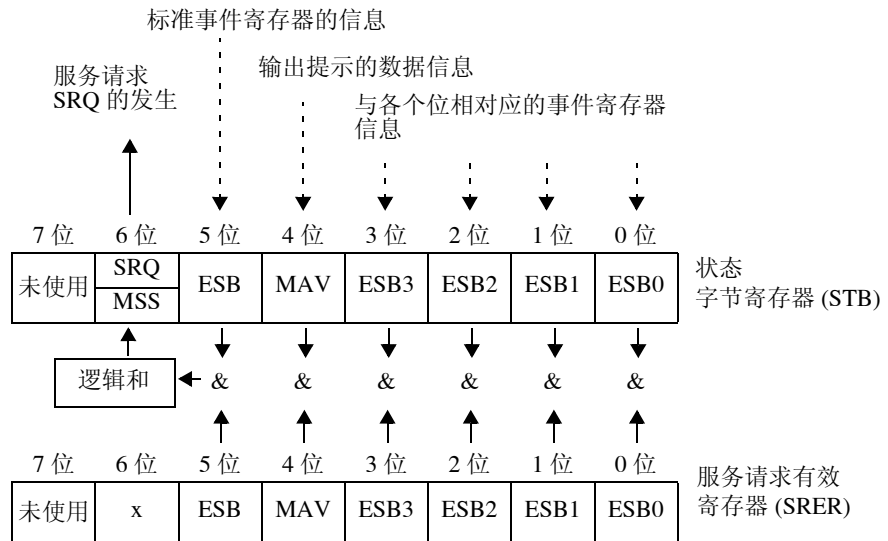 标准事件寄存器的信息
输出提示的数据信息
服务请求
SRQ 的发生
与各个位相对应的事件寄存器
信息
7 位 6 位 5 位 4 位 3 位 2 位 1 位 0 位
未使用 SRQ MSS ESB MAV ESB3 ESB2 ESB1 ESB0
状态
字节寄存器 (STB)
逻辑和 & & & & & &
7 位 6 位 5 位 4 位 3 位 2 位 1 位 0 位
未使用 x ESB MAV ESB3 ESB2 ESB1 ESB0
服务请求有效
寄存器 (SRER)